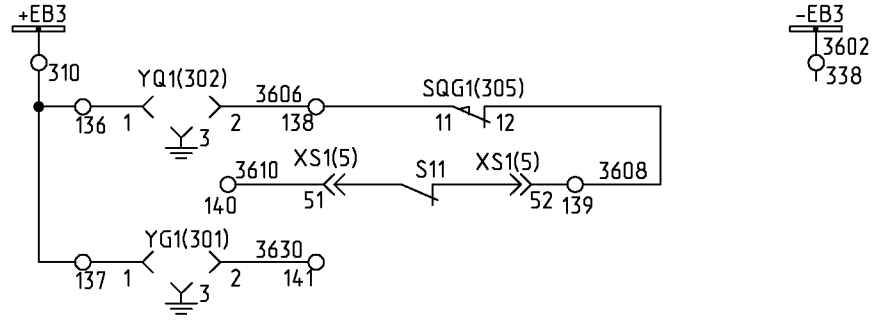 +EB3
-EB3
310
3602
338
YQ1(302)
3606
SQG1(305)
136
1
3
2
138
11
12
3610
XS1(5)
S11
XS1(5)
3608
140
51
52
139
YG1(301)
3630
137
1
3
2
141